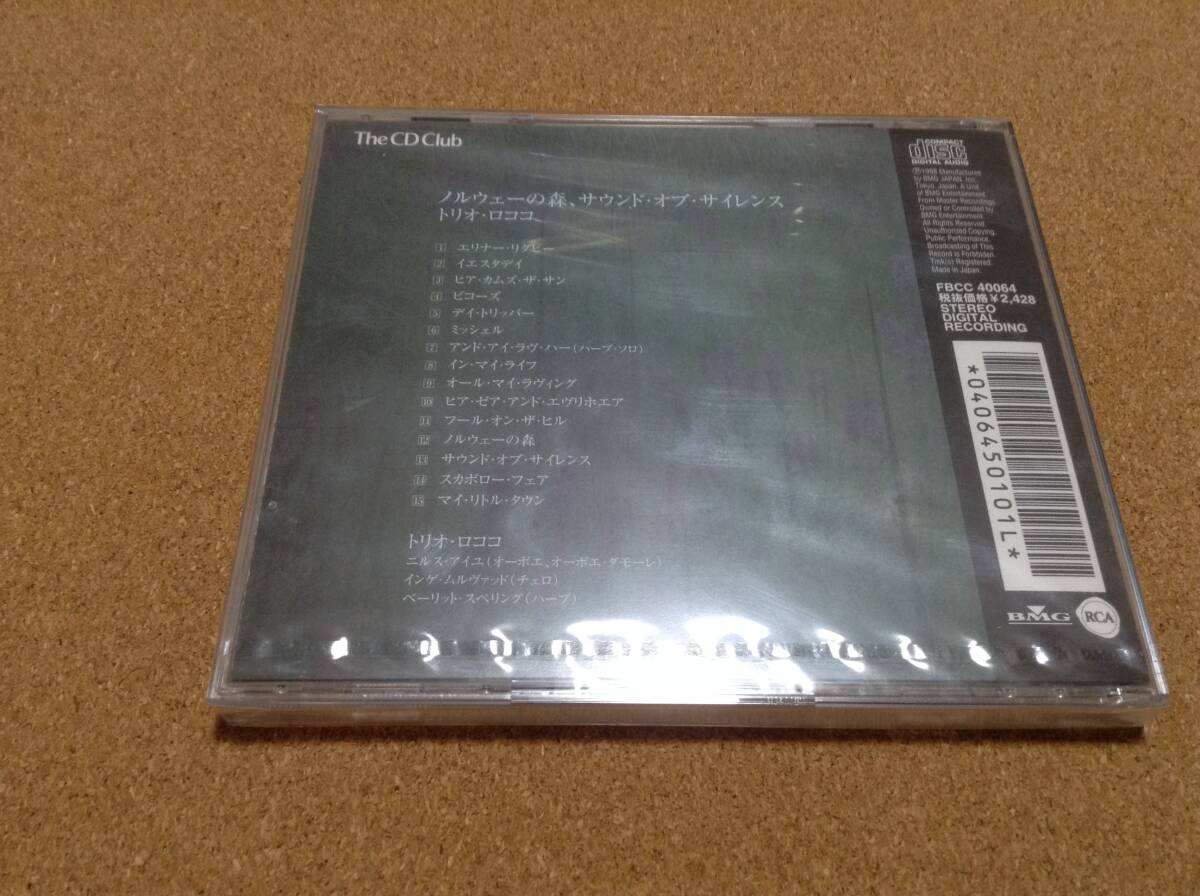 The CD Club
ノルウェーの森、サウンド・オブ・サイレンス
トリオ・ロココ
1 エリナー・リグビー
2 イエスタデイ
3 ヒア・カムズ・ザ・サン
4 ビコーズ
5 デイ・トリッパー
6 ミッシェル
7 アンド・アイ・ラヴ・ハー(ハープ・ソロ)
8 イン・マイ・ライフ
9 オール・マイ・ラヴィング
10 ヒア・ゼア・アンド・エヴリホエア
11 フール・オン・ザ・ヒル
12 ノルウェーの森
13 サウンド・オブ・サイレンス
14 スカボロー・フェア
15 マイ・リトル・タウン
トリオ・ロココ
ニルス・アイユ(オーボエ、オーボエ・ダモーレ)
インゲ・ムルヴァッド(チェロ)
ベーリット・スペリング(ハープ)
COMPACT
disc
DIGITAL AUDIO
Ⓟ1998 Manufactured
by BMG JAPAN, Inc.,
Tokyo, Japan. A Unit
of BMG Entertainment.
From Master Recordings
Owned or Controlled by
BMG Entertainment
All Rights Reserved.
Unauthorized Copying,
Public Performance,
Broadcasting of This
Record is Forbidden.
Tmk(s) Registered.
Made in Japan.
FBCC 40064
税抜価格¥2,428
STEREO
DIGITAL
RECORDING
*0406450101L*
BMG
RCA